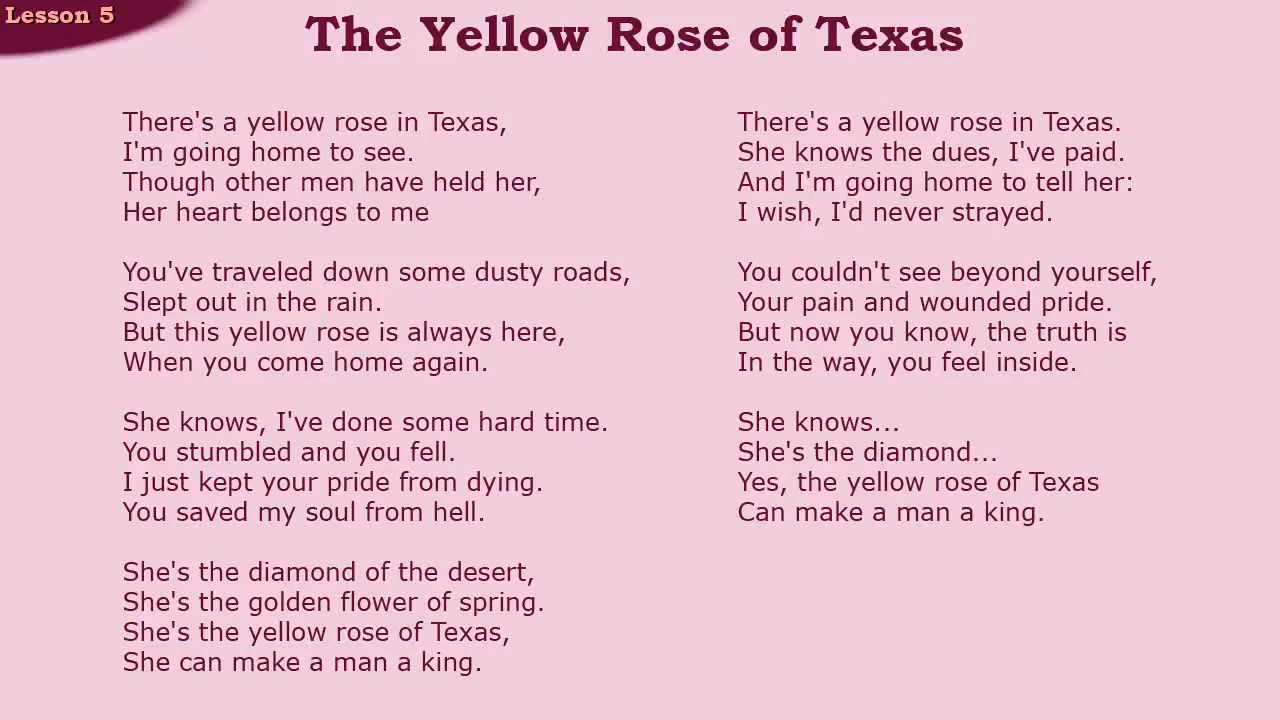 Lesson 5
The Yellow Rose of Texas
There's a yellow rose in Texas,
I'm going home to see.
Though other men have held her,
Her heart belongs to me
You've traveled down some dusty roads,
Slept out in the rain.
But this yellow rose is always here,
When you come home again.
She knows, I've done some hard time.
You stumbled and you fell.
I just kept your pride from dying.
You saved my soul from hell.
She's the diamond of the desert,
She's the golden flower of spring.
She's the yellow rose of Texas,
She can make a man a king.
There's a yellow rose in Texas.
She knows the dues, I've paid.
And I'm going home to tell her:
I wish, I'd never strayed.
You couldn't see beyond yourself,
Your pain and wounded pride.
But now you know, the truth is
In the way, you feel inside.
She knows...
She's the diamond...
Yes, the yellow rose of Texas
Can make a man a king.